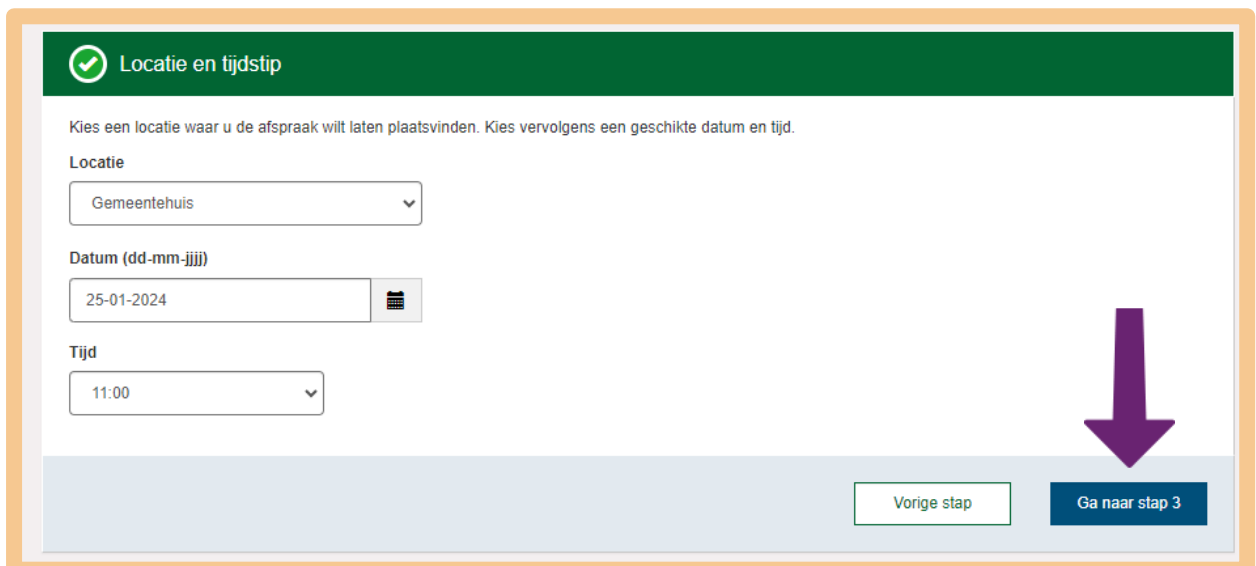 Locatie en tijdstip
Kies een locatie waar u de afspraak wilt laten plaatsvinden. Kies vervolgens een geschikte datum en tijd.
Locatie
Gemeentehuis
Datum (dd-mm-jjjj)
25-01-2024
Tijd
11:00
Vorige stap
Ga naar stap 3